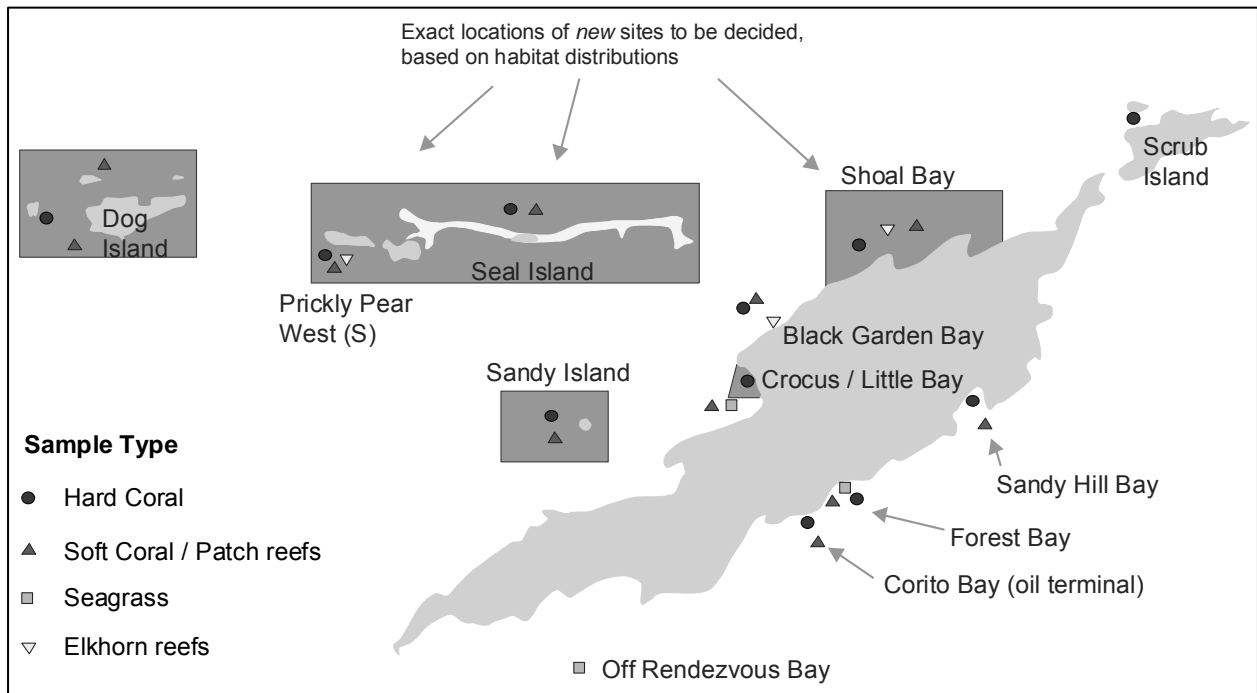 Exact locations of new sites to be decided,
based on habitat distributions
Scrub
Island
Shoal Bay
Dog
Island
Seal Island
Prickly Pear
West (S)
Black Garden Bay
Sandy Island
Crocus / Little Bay
Sample Type
Hard Coral
Sandy Hill Bay
Soft Coral / Patch reefs
Forest Bay
Corito Bay (oil terminal)
Seagrass
Elkhorn reefs
Off Rendezvous Bay